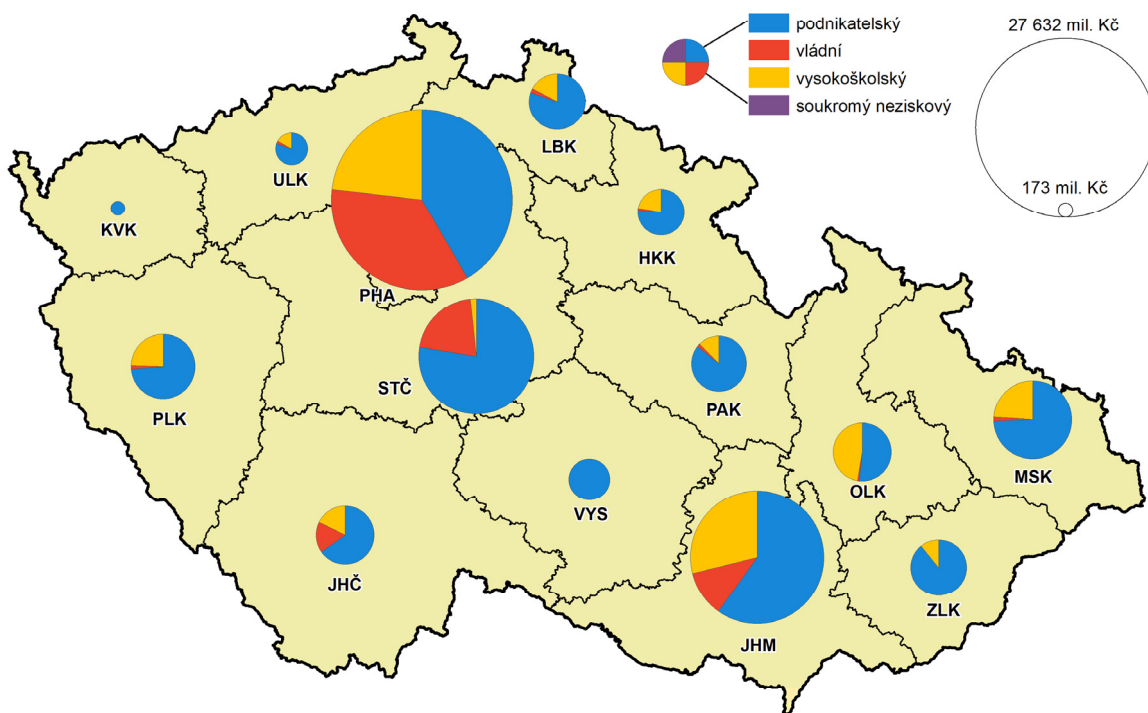 27 632 mil. Kč
podnikatelský
vládní
vysokoškolský
soukromý neziskový
173 mil. Kč
LBK
ULK
KVK
HKK
PHA
STČ
PLK
PAK
MSK
OLK
VYS
JHČ
ZLK
JHM